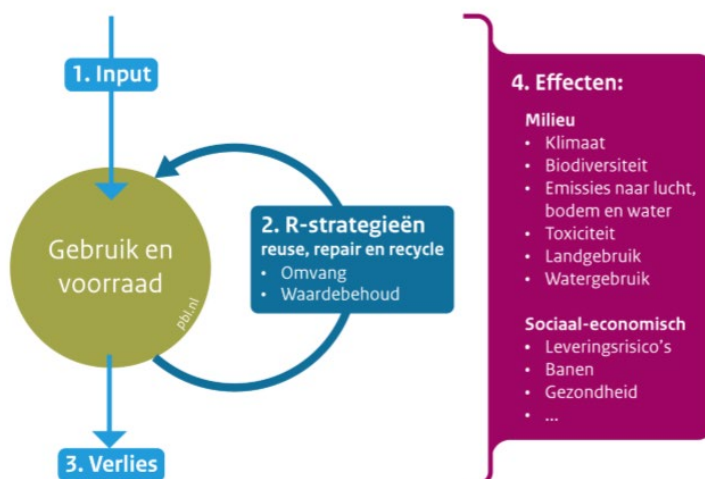 1. Input
Gebruik en
voorraad
pbl.nl
2. R-strategieën
reuse, repair en recycle
• Omvang
• Waardebehoud
3. Verlies
4. Effecten:
Milieu
• Klimaat
• Biodiversiteit
• Emissies naar lucht,
bodem en water
• Toxiciteit
• Landgebruik
• Watergebruik
Sociaal-economisch
• Leveringsrisico's
• Banen
• Gezondheid
• ...